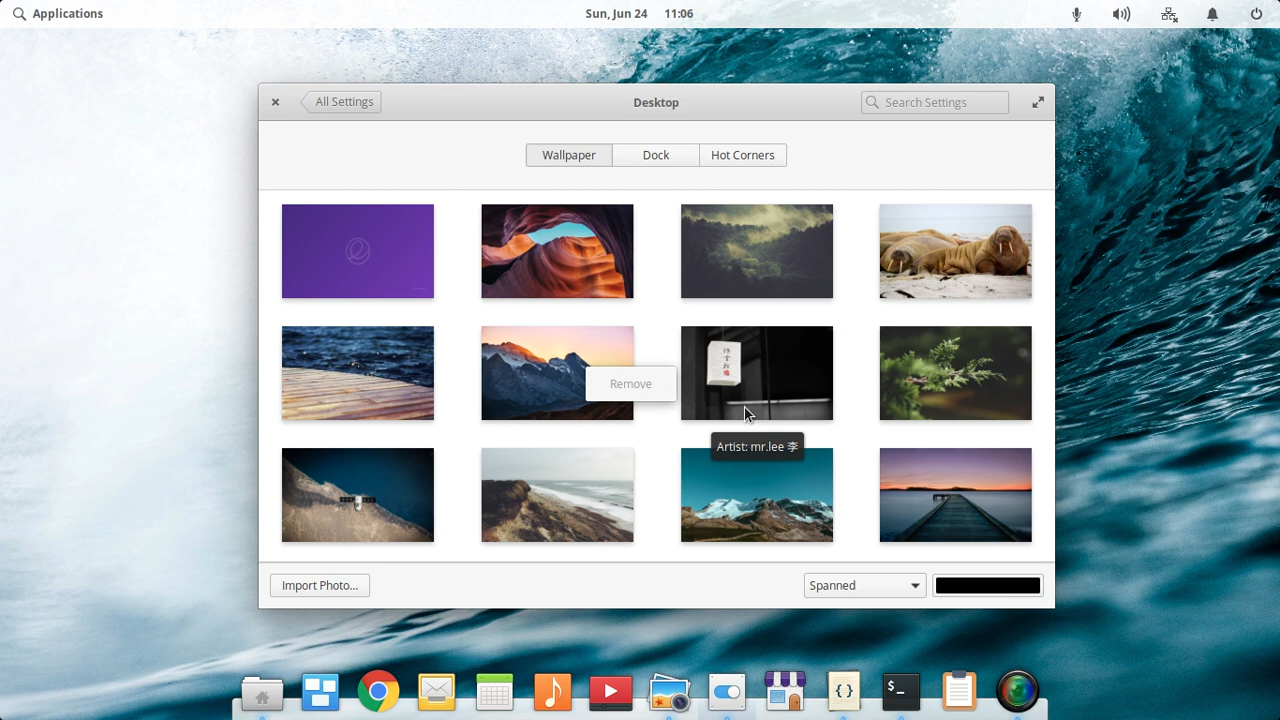 Applications
Sun, Jun 24 11:06
All Settings
Desktop
Search Settings
Wallpaper
Dock
Hot Corners
Remove
Artist: mr.lee 李
Import Photo...
Spanned
{ }
$_